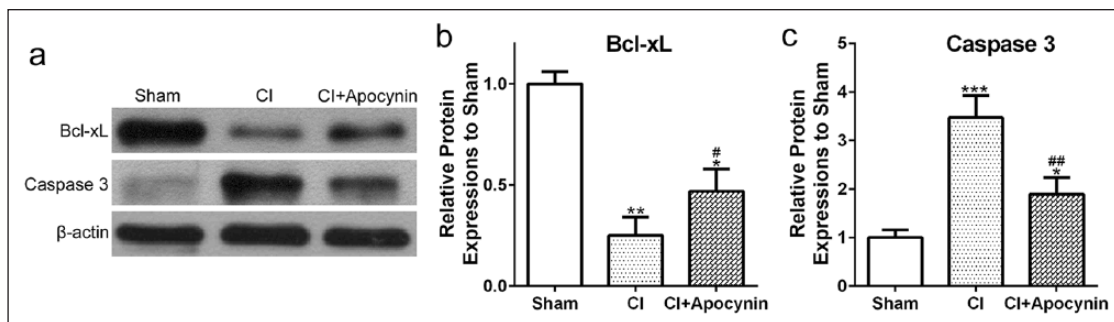 a
Sham CI CI+Apocynin
Bcl-xL
Caspase 3
β-actin
b
Bcl-xL
Relative Protein
Expressions to Sham
1.0
0.5
0.0
**
#
*
Sham CI CI+Apocynin
c
Caspase 3
Relative Protein
Expressions to Sham
5
4
3
2
1
0
***
##
*
Sham CI CI+Apocynin